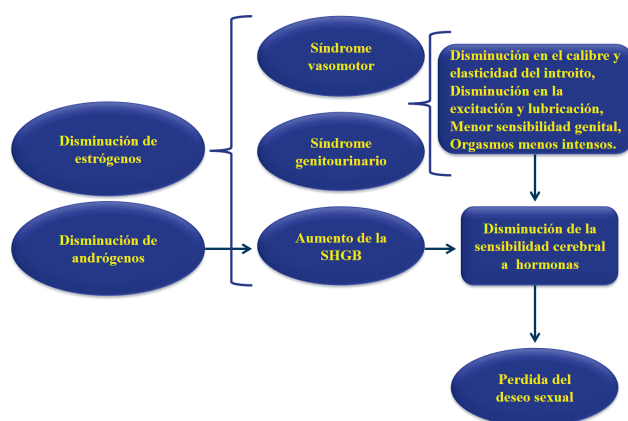 Disminución de
estrógenos
Disminución de
andrógenos
Síndrome
vasomotor
Síndrome
genitourinario
Aumento de la
SHGB
Disminución en el calibre y
elasticidad del introito,
Disminución en la
excitación y lubricación,
Menor sensibilidad genital,
Orgasmos menos intensos.
Disminución de la
sensibilidad cerebral
a hormonas
Perdida del
deseo sexual